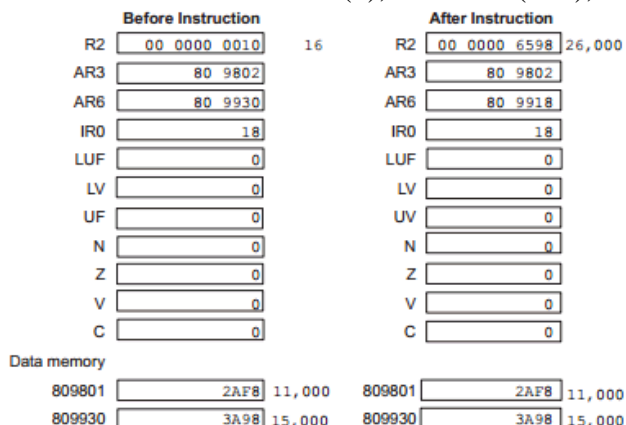 Before Instruction After Instruction
R2 00 0000 0010 16 R2 00 0000 6598 26,000
AR3 80 9802 AR3 80 9802
AR6 80 9930 AR6 80 9918
IR0 18 IR0 18
LUF 0 LUF 0
LV 0 LV 0
UF 0 UV 0
N 0 N 0
Z 0 Z 0
V 0 V 0
C 0 C 0
Data memory
809801 2AF8 11,000 809801 2AF8 11,000
809930 3A98 15,000 809930 3A98 15,000